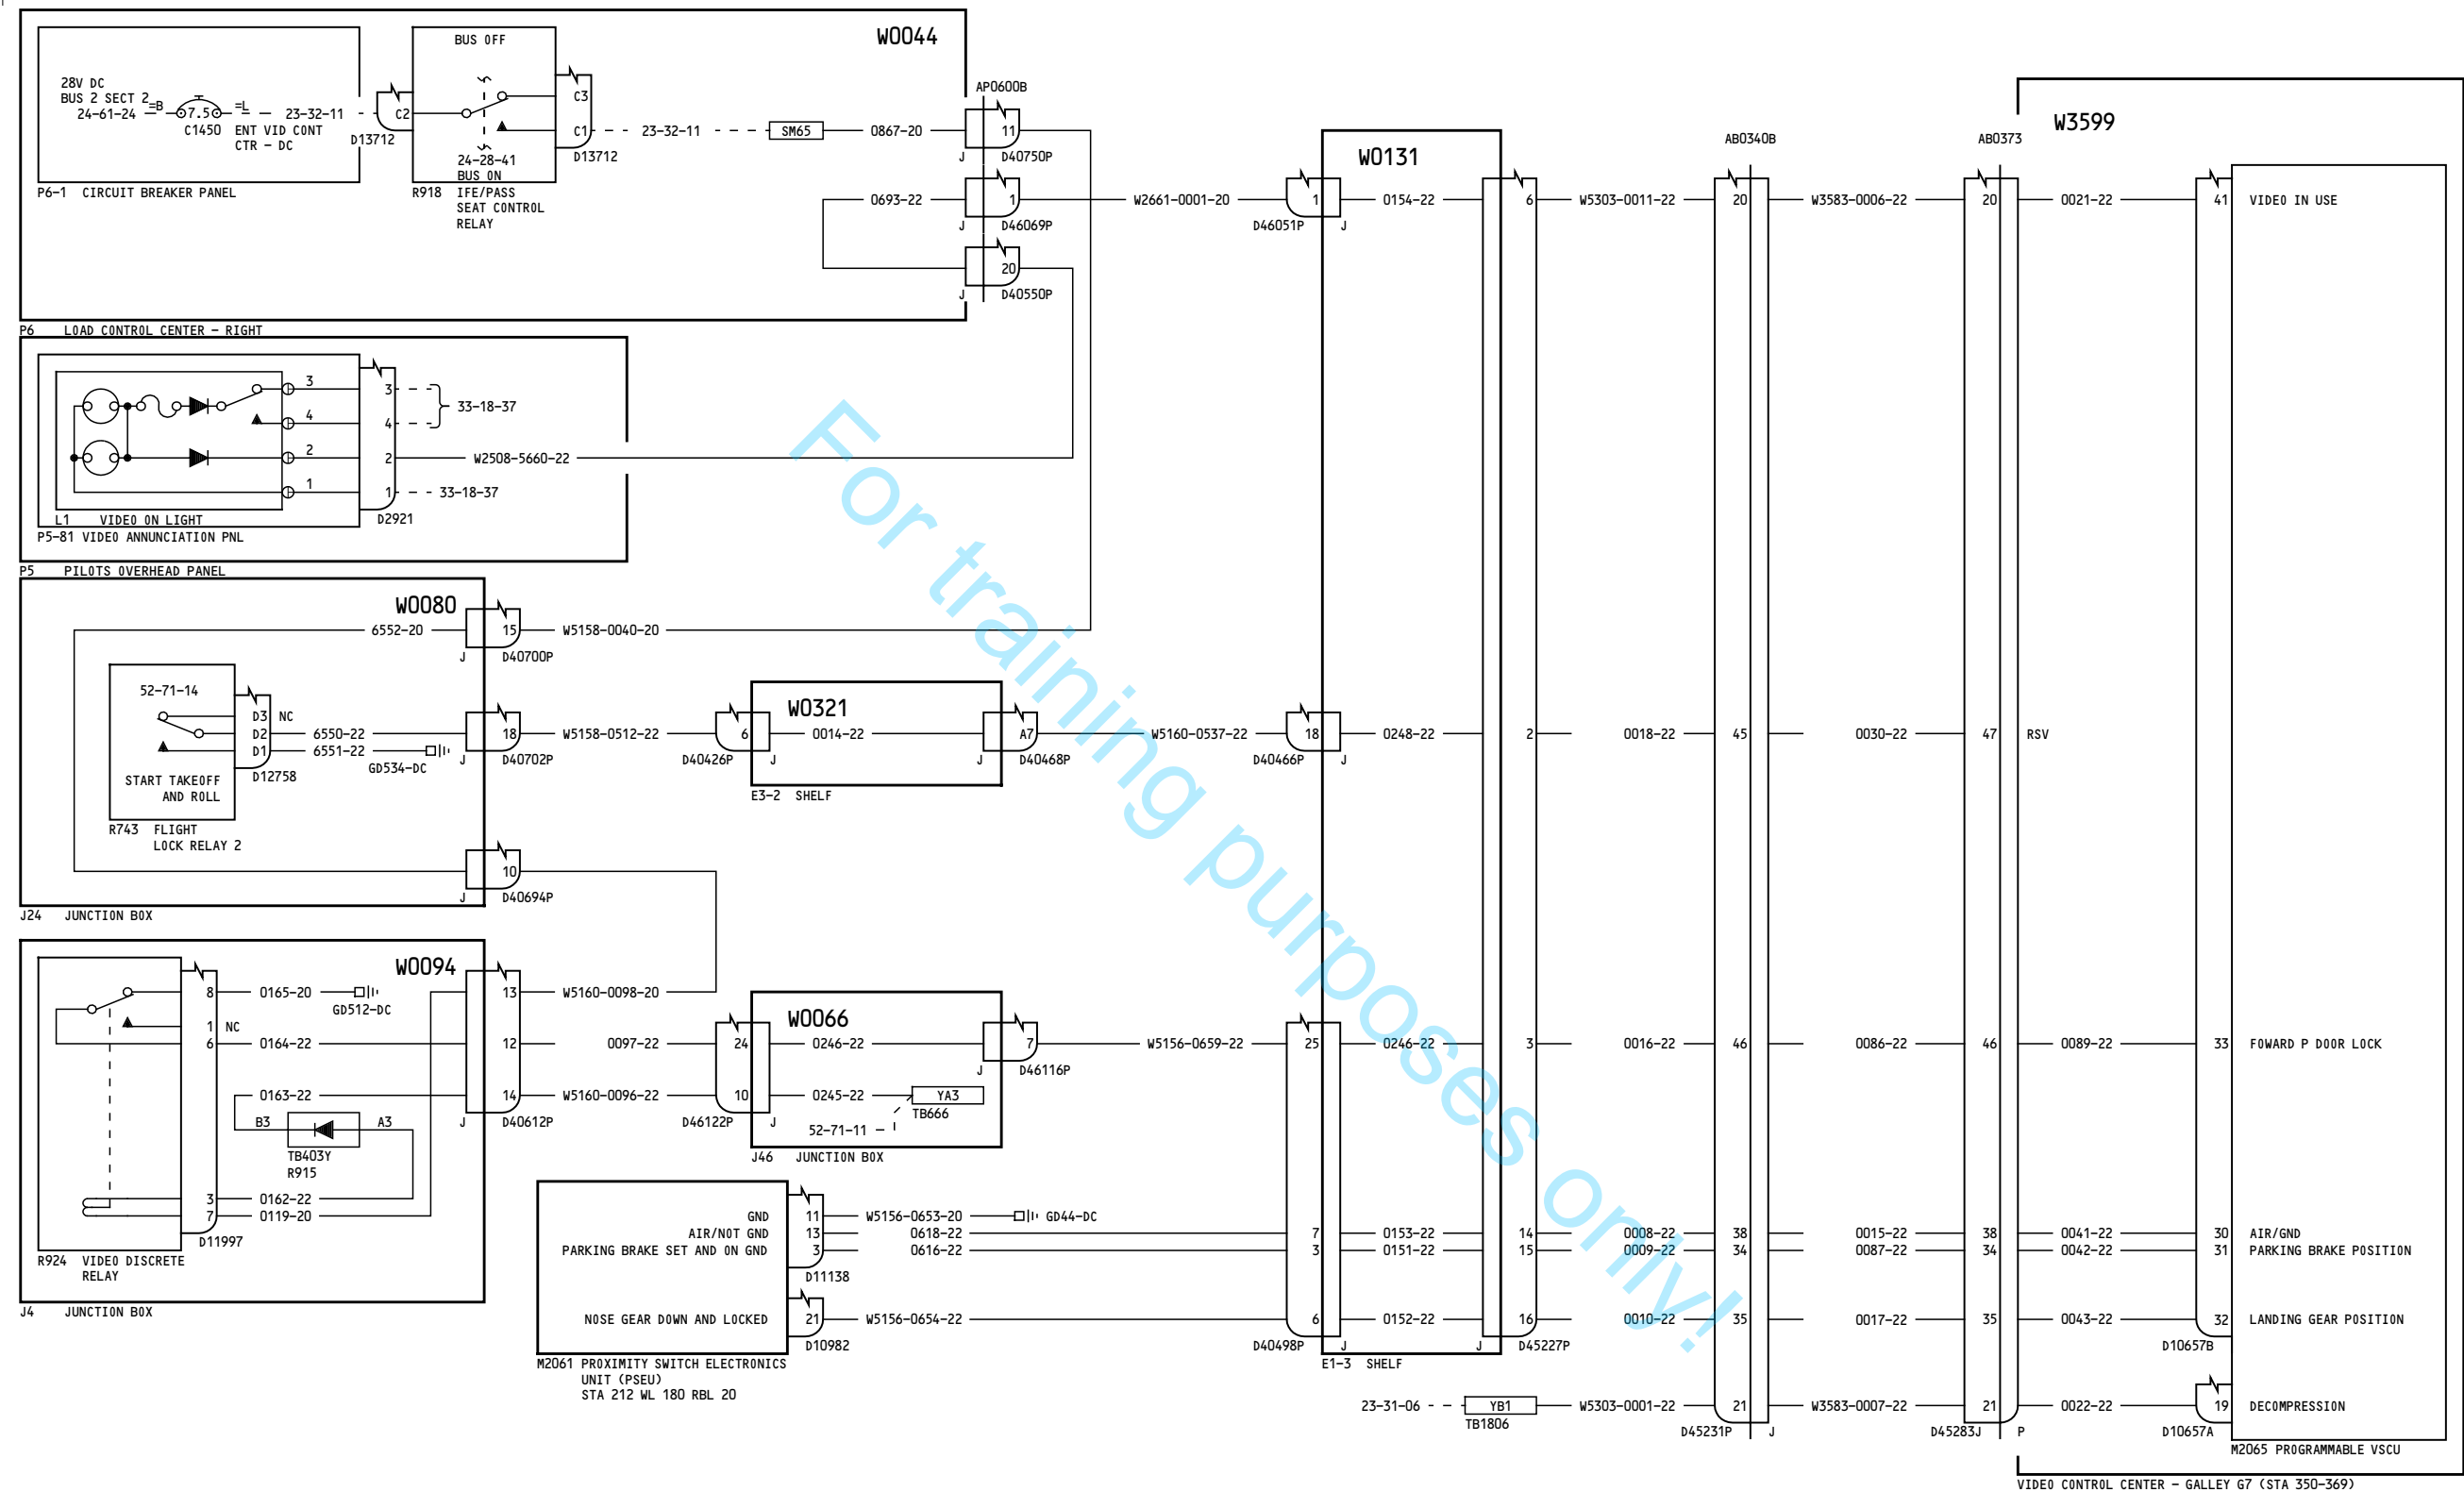 W0044
BUS OFF
28V DC
BUS 2 SECT 2
24-61-24
=B
7.5
=L
C1450
ENT VID CONT
CTR - DC
23-32-11
D13712
C2
C3
C1
24-28-41
BUS ON
D13712
23-32-11
SM65
0867-20
AP0600B
11
J
D40750P
P6-1 CIRCUIT BREAKER PANEL
R918 IFE/PASS
SEAT CONTROL
RELAY
0693-22
1
J
D46069P
20
J
D40550P
P6 LOAD CONTROL CENTER - RIGHT
W2661-0001-20
1
D46051P
J
W0131
0154-22
6
W5303-0011-22
AB0340B
20
W3583-0006-22
AB0373
20
W3599
0021-22
41
VIDEO IN USE
3
4
2
1
3
4
2
1
33-18-37
W2508-5660-22
33-18-37
D2921
L1 VIDEO ON LIGHT
P5-81 VIDEO ANNUNCIATION PNL
P5 PILOTS OVERHEAD PANEL
W0080
6552-20
15
W5158-0040-20
J
D40700P
52-71-14
D3
NC
D2
D1
6550-22
6551-22
GD534-DC
D12758
START TAKEOFF
AND ROLL
R743 FLIGHT
LOCK RELAY 2
18
W5158-0512-22
J
D40702P
6
D40426P
J
W0321
0014-22
A7
J
D40468P
E3-2 SHELF
W5160-0537-22
18
D40466P
J
0248-22
2
0018-22
45
0030-22
47
RSV
10
J
D40694P
J24 JUNCTION BOX
W0094
8
0165-20
GD512-DC
1
NC
6
0164-22
0163-22
B3
A3
TB403Y
R915
3
0162-22
7
0119-20
D11997
R924 VIDEO DISCRETE
RELAY
J4 JUNCTION BOX
13
W5160-0098-20
12
0097-22
14
W5160-0096-22
J
D40612P
24
10
D46122P
J
W0066
0246-22
0245-22
YA3
TB666
52-71-11
7
J
D46116P
J46 JUNCTION BOX
W5156-0659-22
25
0246-22
3
0016-22
46
0086-22
46
0089-22
33
FOWARD P DOOR LOCK
GND
11
W5156-0653-20
GD44-DC
AIR/NOT GND
13
0618-22
7
0153-22
14
0008-22
38
0015-22
38
0041-22
30
AIR/GND
PARKING BRAKE SET AND ON GND
3
0616-22
3
0151-22
15
0009-22
34
0087-22
34
0042-22
31
PARKING BRAKE POSITION
D11138
NOSE GEAR DOWN AND LOCKED
21
W5156-0654-22
6
0152-22
16
0010-22
35
0017-22
35
0043-22
32
LANDING GEAR POSITION
D10982
D40498P
J
J
D45227P
D10657B
M2061 PROXIMITY SWITCH ELECTRONICS
UNIT (PSEU)
STA 212 WL 180 RBL 20
E1-3 SHELF
23-31-06
YB1
TB1806
W5303-0001-22
21
W3583-0007-22
21
0022-22
19
DECOMPRESSION
D45231P
J
D45283J
P
D10657A
M2065 PROGRAMMABLE VSCU
VIDEO CONTROL CENTER - GALLEY G7 (STA 350-369)
For training purposes only!